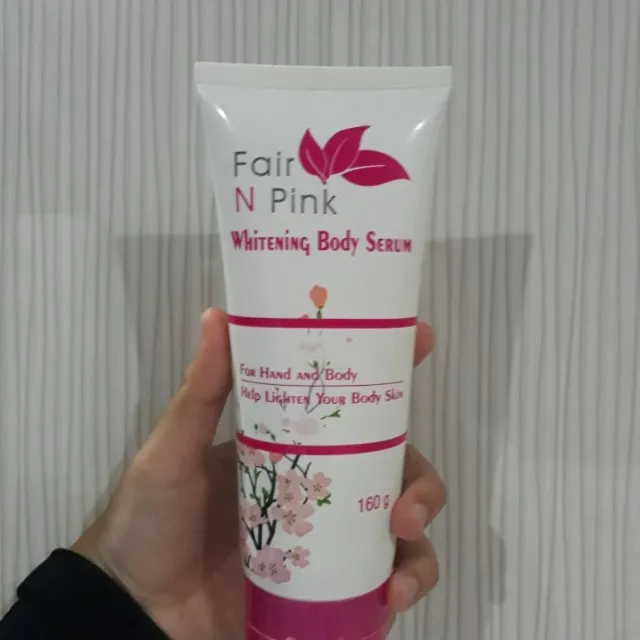 Fair
N Pink
Whitening Body Serum
For Hand and Body
Help Lighten Your Body Skin
160 g